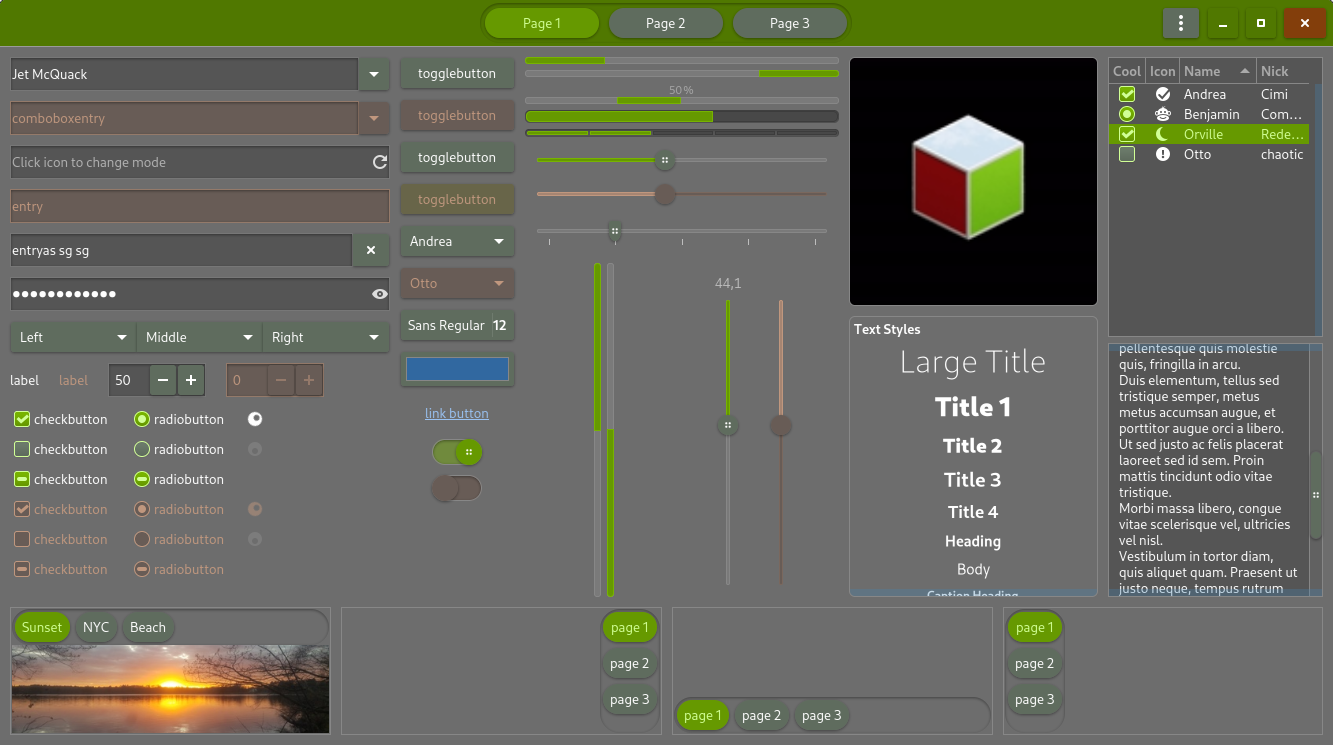 Page 1
Page 2
Page 3
Jet McQuack
comboboxentry
Click icon to change mode
entry
entryas sg sg
Left
Middle
Right
label
label
50
0
checkbutton
radiobutton
checkbutton
radiobutton
checkbutton
radiobutton
checkbutton
radiobutton
checkbutton
radiobutton
checkbutton
radiobutton
togglebutton
togglebutton
togglebutton
togglebutton
Andrea
Otto
Sans Regular 12
link button
50 %
44,1
Text Styles
Large Title
Title 1
Title 2
Title 3
Title 4
Heading
Body
Caption Heading
Cool Icon Name Nick
Andrea Cimi
Benjamin Com...
Orville Rede...
Otto chaotic
pellentesque quis molestie
quis, fringilla in arcu.
Duis elementum, tellus sed
tristique semper, metus
metus accumsan augue, et
porttitor augue orci a libero.
Ut sed justo ac felis placerat
laoreet sed id sem. Proin
mattis tincidunt odio vitae
tristique.
Morbi massa libero, congue
vitae scelerisque vel, ultricies
vel nisl.
Vestibulum in tortor diam,
quis aliquet quam. Praesent ut
justo neque, tempus rutrum
Sunset
NYC
Beach
page 1
page 2
page 3
page 1
page 2
page 3
page 1
page 2
page 3